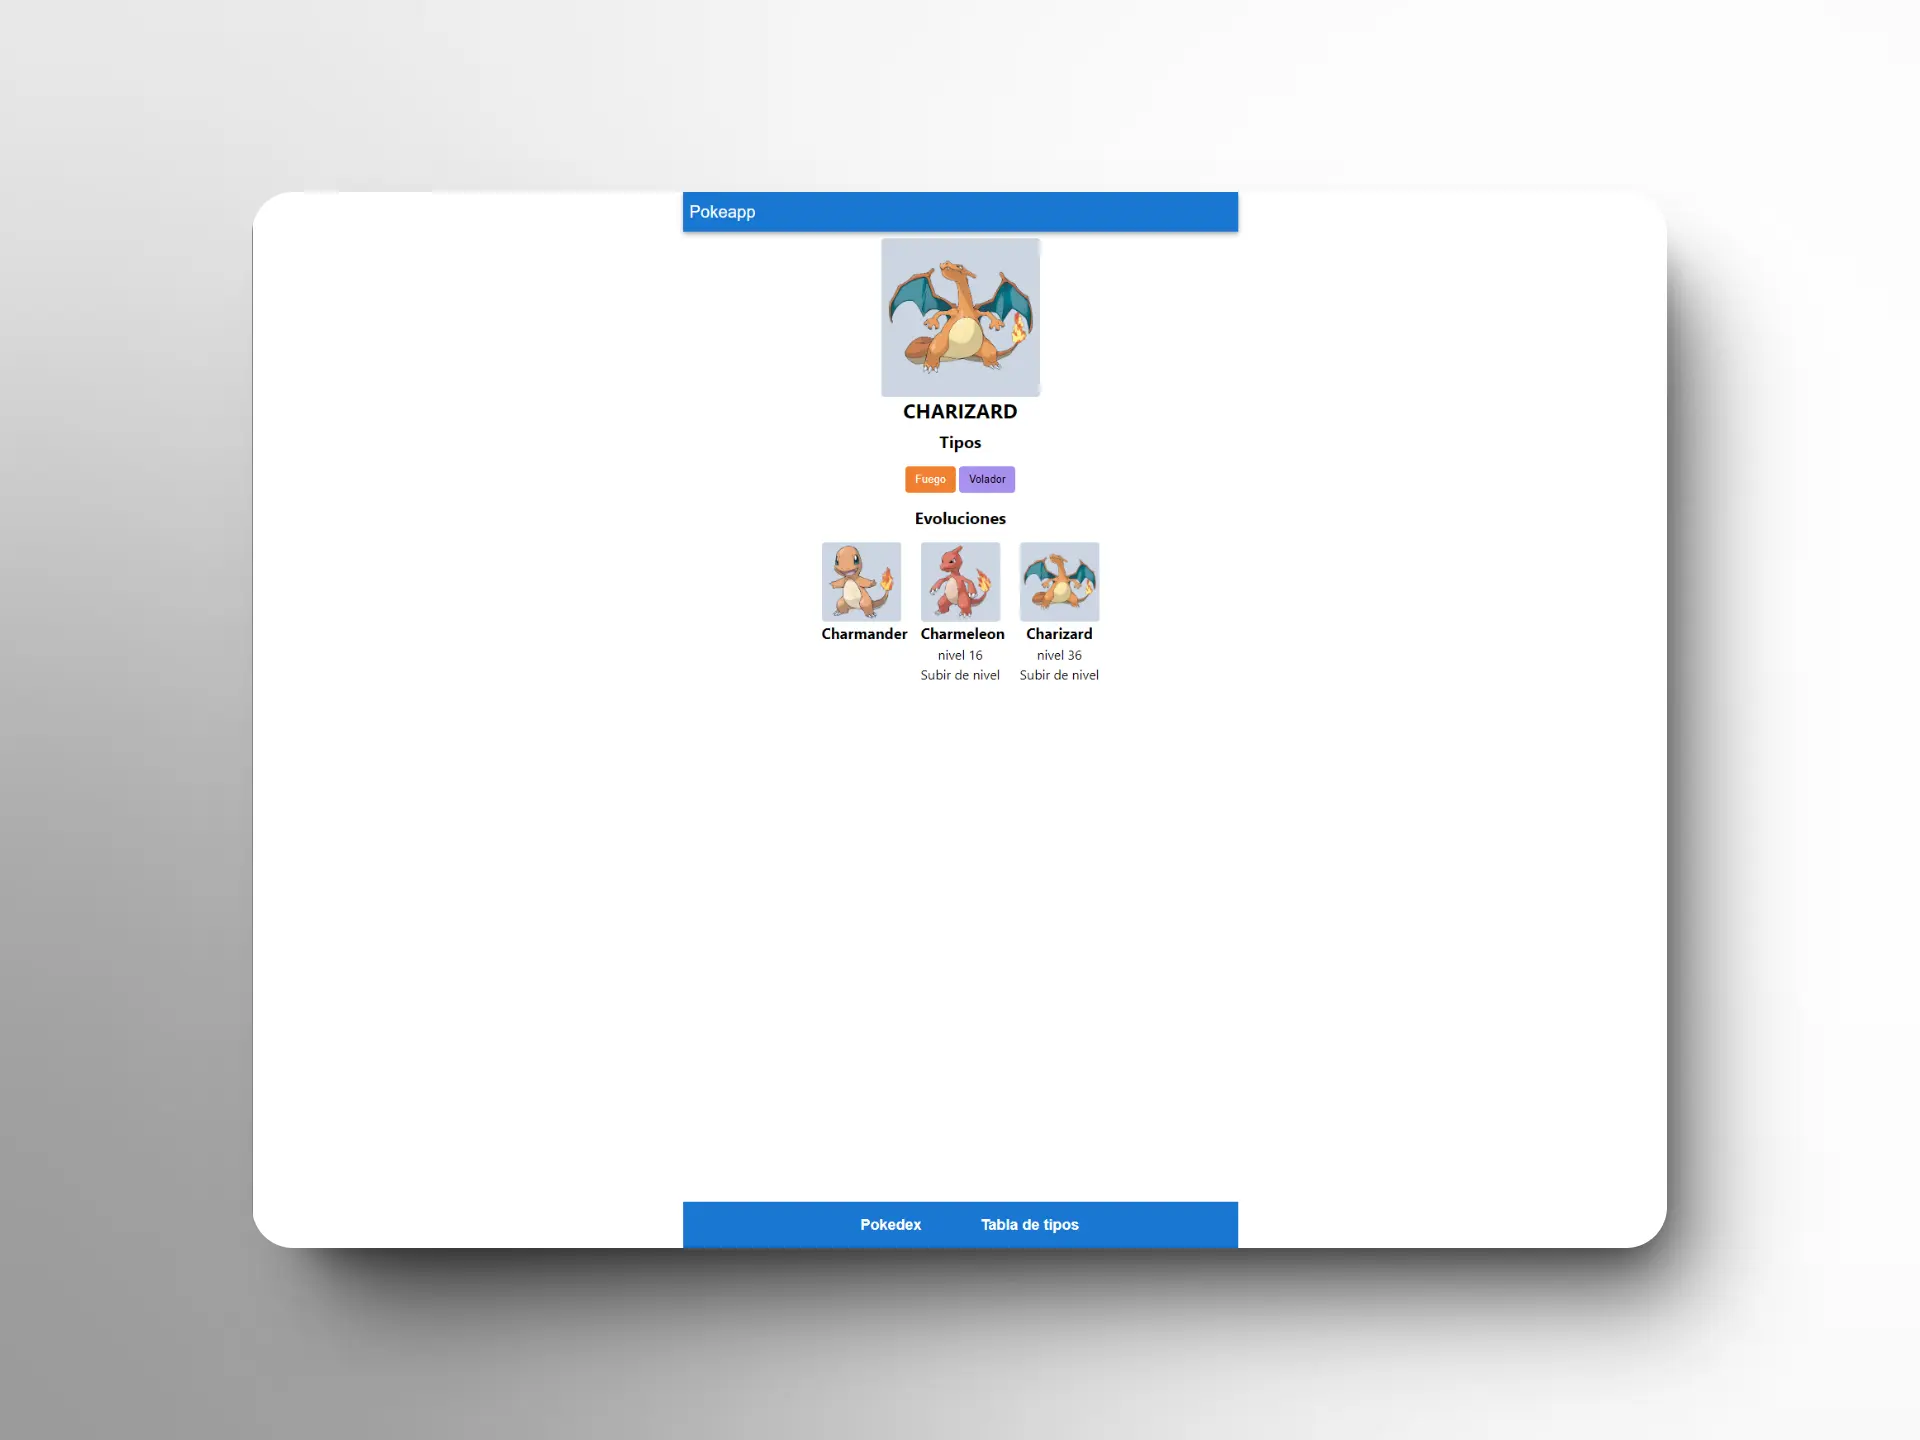 Pokeapp
CHARIZARD
Tipos
Fuego Volador
Evoluciones
Charmander Charmeleon Charizard
nivel 16 nivel 36
Subir de nivel Subir de nivel
Pokedex Tabla de tipos